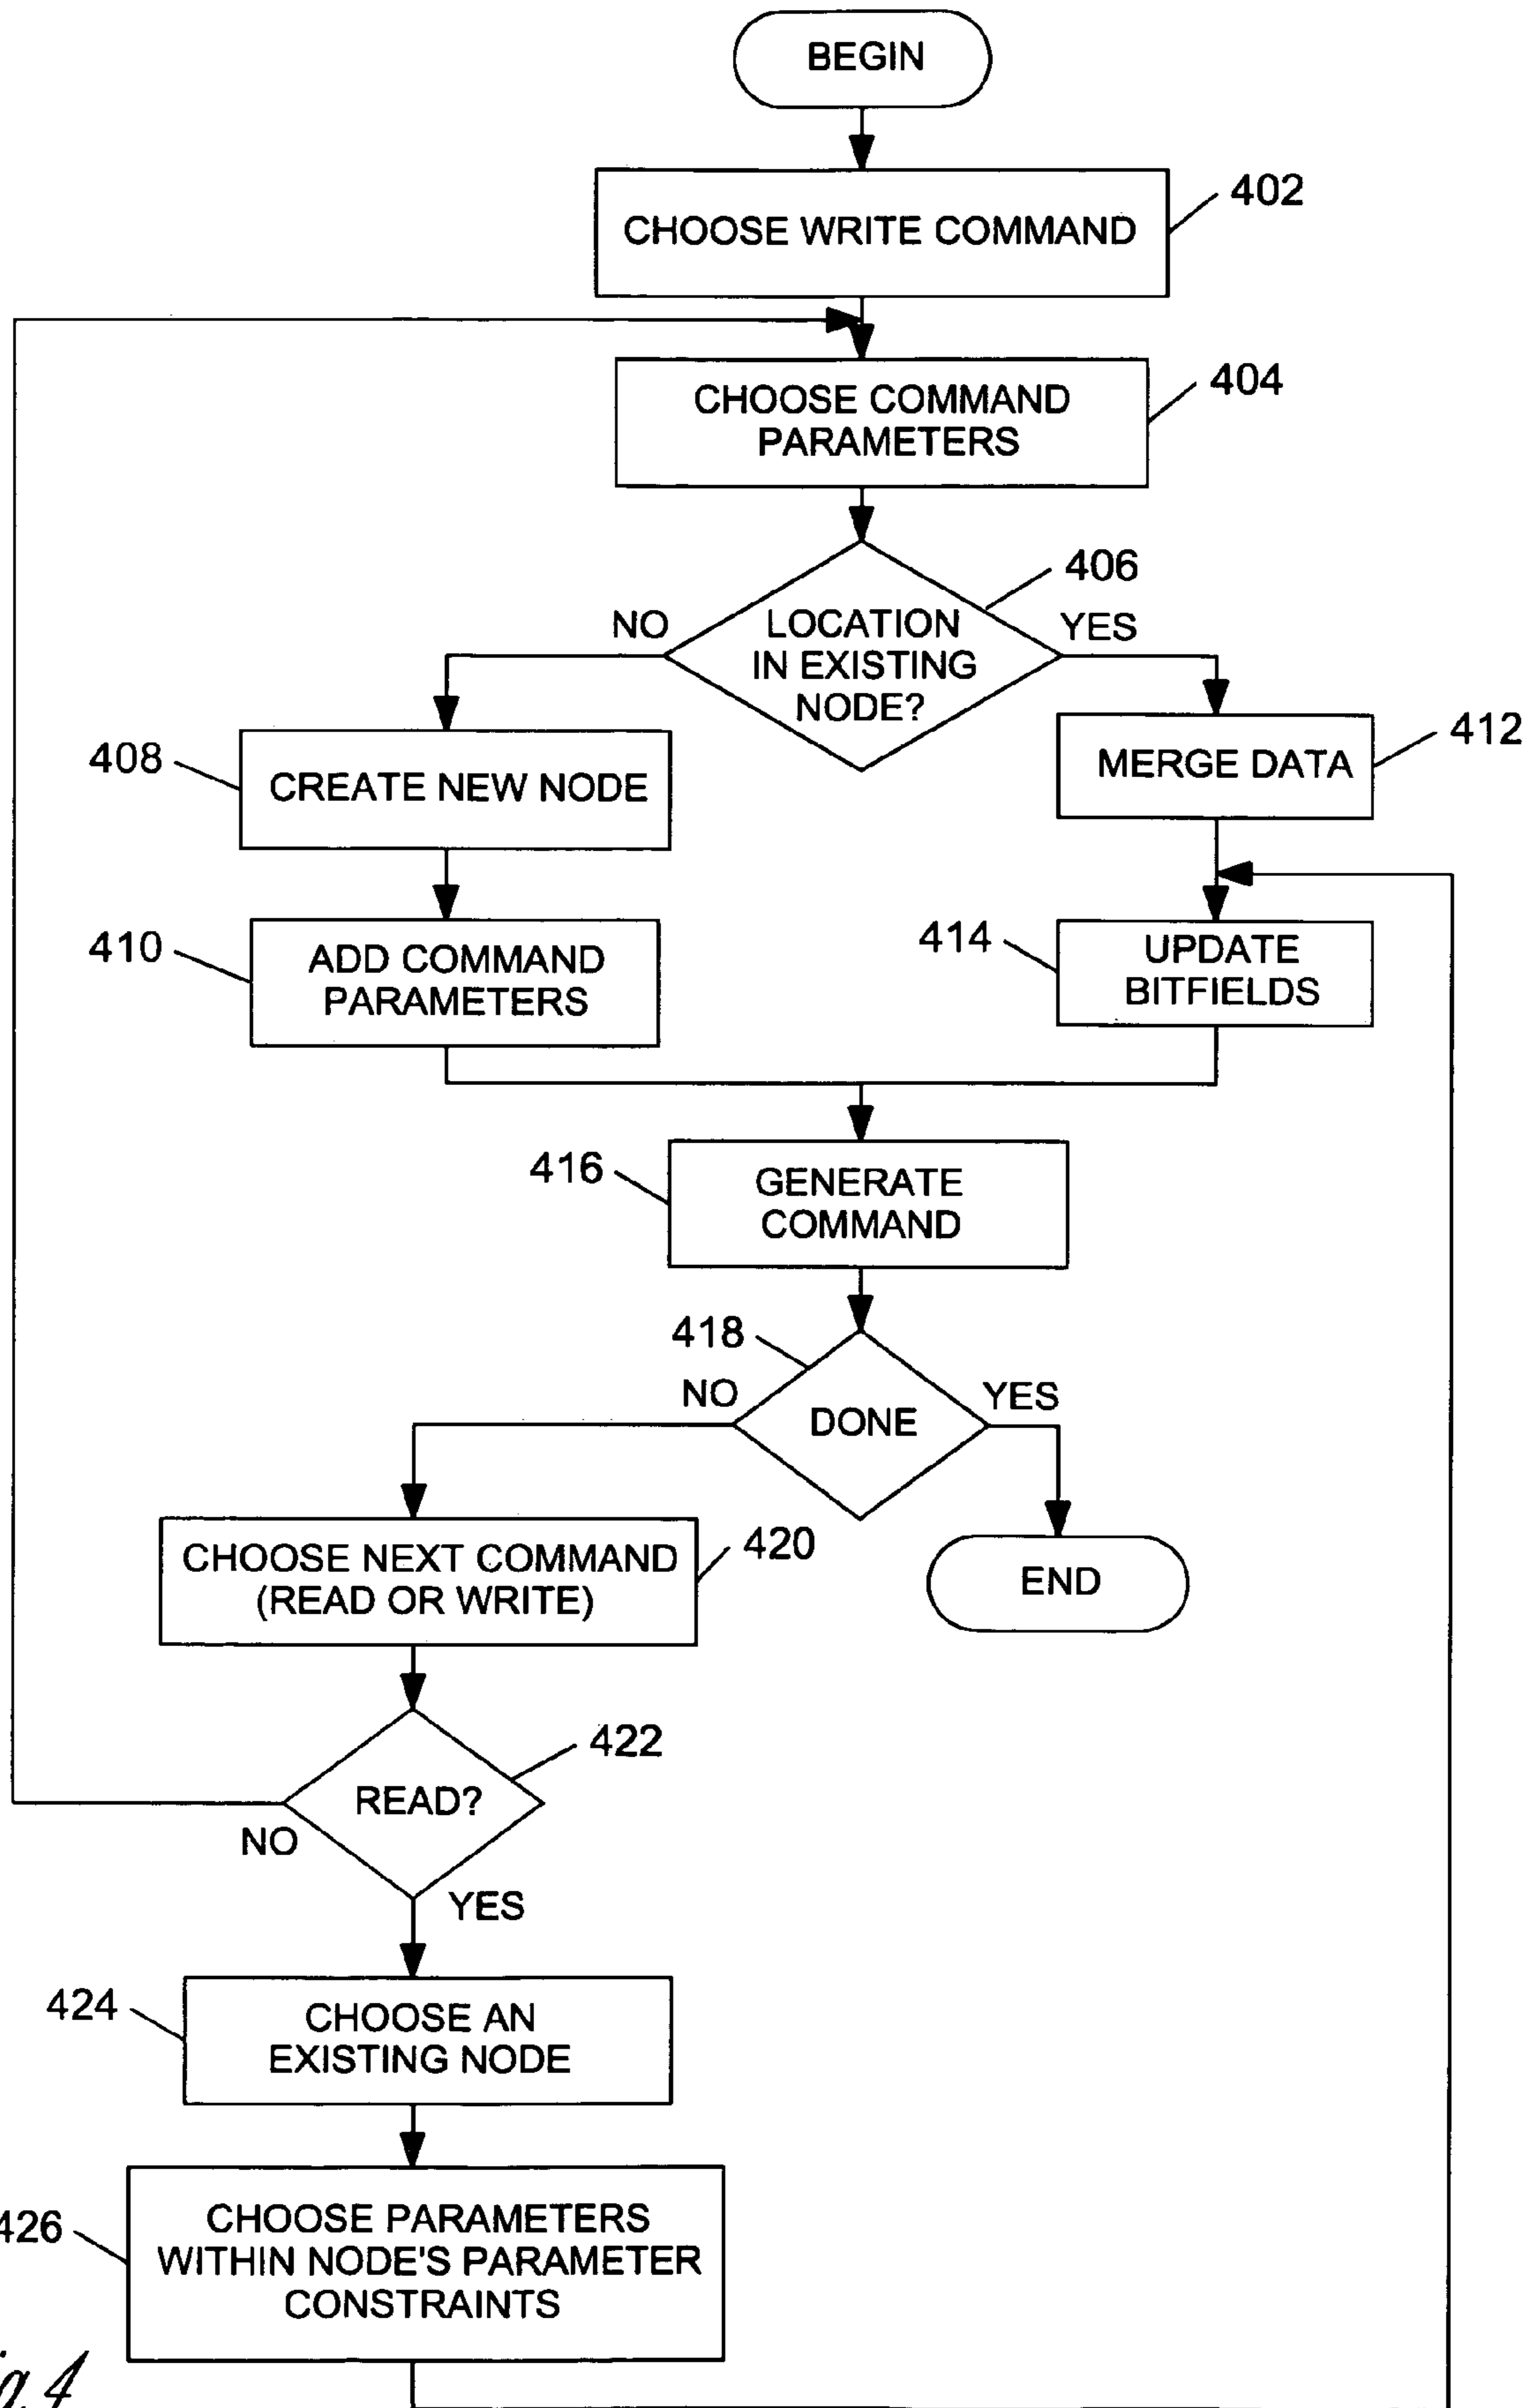 BEGIN
CHOOSE WRITE COMMAND
402
CHOOSE COMMAND
PARAMETERS
404
406
NO
LOCATION
IN EXISTING
NODE?
YES
408
CREATE NEW NODE
MERGE DATA
412
410
ADD COMMAND
PARAMETERS
414
UPDATE
BITFIELDS
416
GENERATE
COMMAND
418
NO
DONE
YES
CHOOSE NEXT COMMAND
(READ OR WRITE)
420
END
422
READ?
NO
YES
424
CHOOSE AN
EXISTING NODE
426
CHOOSE PARAMETERS
WITHIN NODE'S PARAMETER
CONSTRAINTS